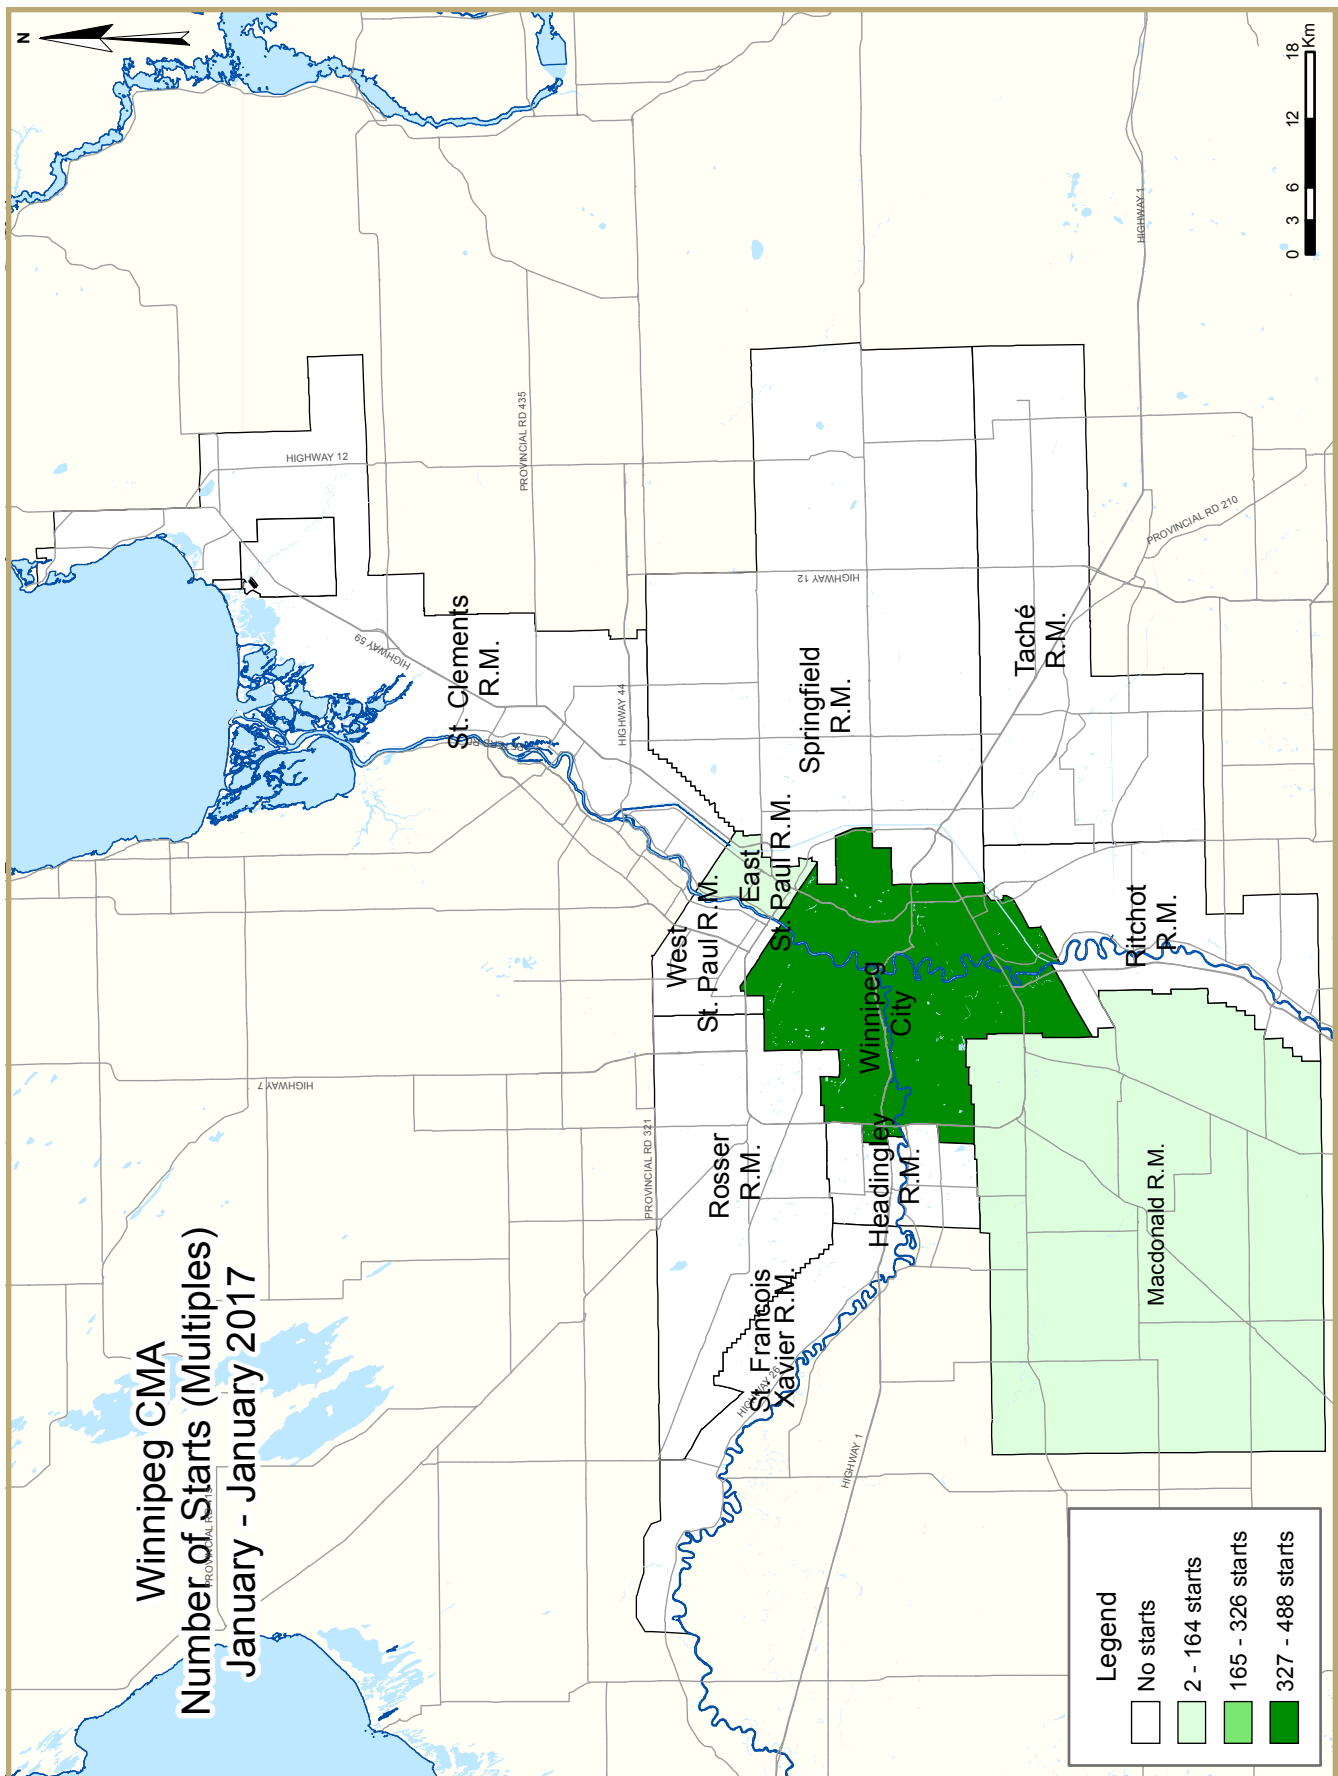 Winnipeg CMA
Number of Starts (Multiples)
January - January 2017
N
HIGHWAY 12
PROVINCIAL RD 435
HIGHWAY 59
St. Clements
R.M.
HIGHWAY 44
HIGHWAY 12
HIGHWAY 1
PROVINCIAL RD 210
HIGHWAY 7
PROVINCIAL RD 321
West
St. Paul R.M.
East
St. Paul R.M.
Springfield
R.M.
Taché
R.M.
Rosser
R.M.
Winnipeg
City
Headingley
R.M.
St. Francois
Xavier R.M.
HIGHWAY 26
HIGHWAY 1
Ritchot
R.M.
Macdonald R.M.
Legend
No starts
2 - 164 starts
165 - 326 starts
327 - 488 starts
0 3 6 12 18
Km